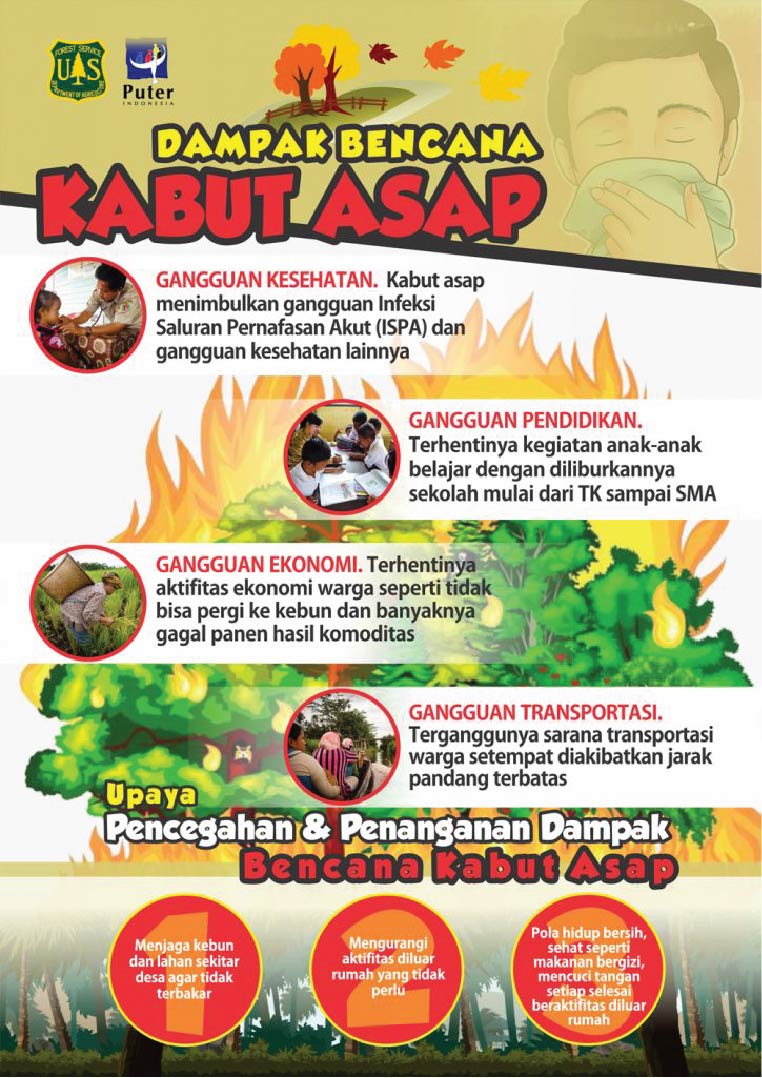 FOREST SERVICE
U S
DEPARTMENT OF AGRICULTURE
Puter
INDONESIA
DAMPAK BENCANA
KABUT ASAP
GANGGUAN KESEHATAN. Kabut asap
menimbulkan gangguan Infeksi
Saluran Pernafasan Akut (ISPA) dan
gangguan kesehatan lainnya
GANGGUAN PENDIDIKAN.
Terhentinya kegiatan anak-anak
belajar dengan diliburkannya
sekolah mulai dari TK sampai SMA
GANGGUAN EKONOMI. Terhentinya
aktifitas ekonomi warga seperti tidak
bisa pergi ke kebun dan banyaknya
gagal panen hasil komoditas
GANGGUAN TRANSPORTASI.
Terganggunya sarana transportasi
warga setempat diakibatkan jarak
pandang terbatas
Upaya
Pencegahan & Penanganan Dampak
Bencana Kabut Asap
1
Menjaga kebun
dan lahan sekitar
desa agar tidak
terbakar
2
Mengurangi
aktifitas diluar
rumah yang tidak
perlu
3
Pola hidup bersih,
sehat seperti
makanan bergizi,
mencuci tangan
setiap selesai
beraktifitas diluar
rumah